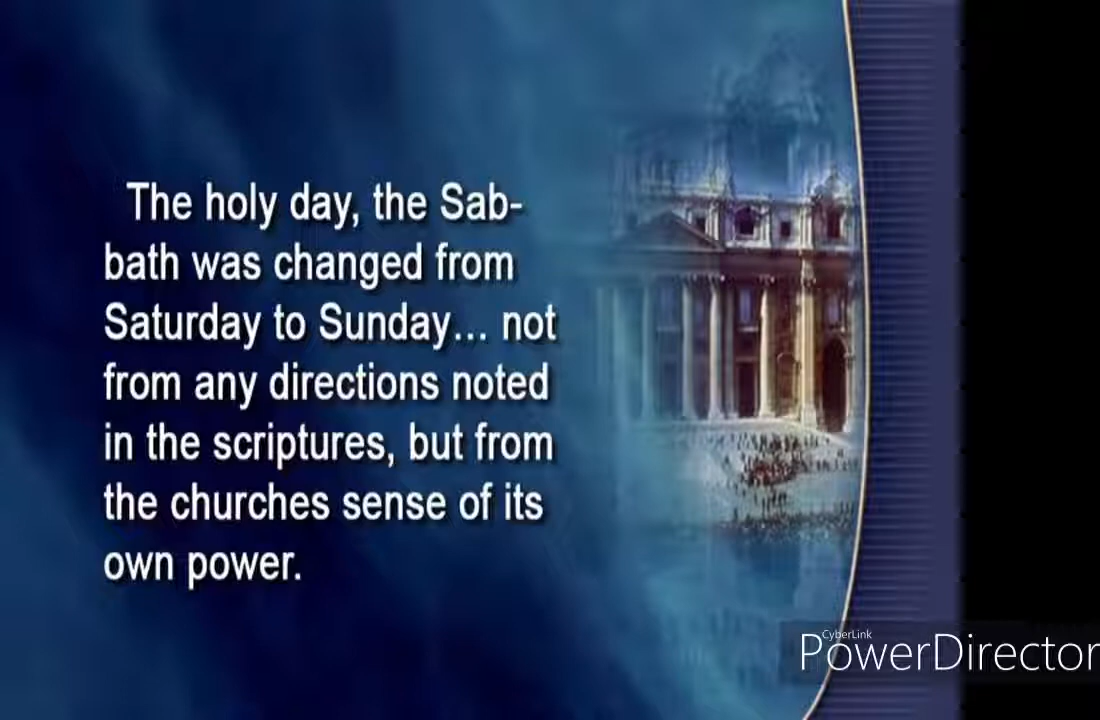 The holy day, the Sab-
bath was changed from
Saturday to Sunday... not
from any directions noted
in the scriptures, but from
the churches sense of its
own power.
CyberLink
PowerDirector